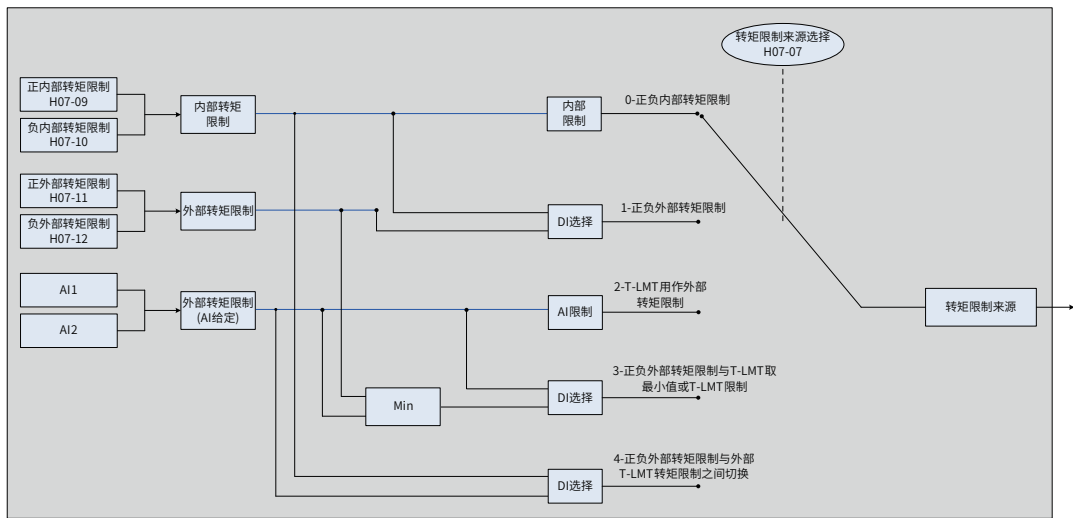 转矩限制来源选择
H07-07
正内部转矩限制
H07-09
负内部转矩限制
H07-10
内部转矩
限制
内部
限制
0-正负内部转矩限制
正外部转矩限制
H07-11
负外部转矩限制
H07-12
外部转矩限制
DI选择
1-正负外部转矩限制
AI1
AI2
外部转矩限制
(AI给定)
AI限制
2-T-LMT用作外部
转矩限制
转矩限制来源
Min
DI选择
3-正负外部转矩限制与T-LMT取
最小值或T-LMT限制
DI选择
4-正负外部转矩限制与外部
T-LMT转矩限制之间切换